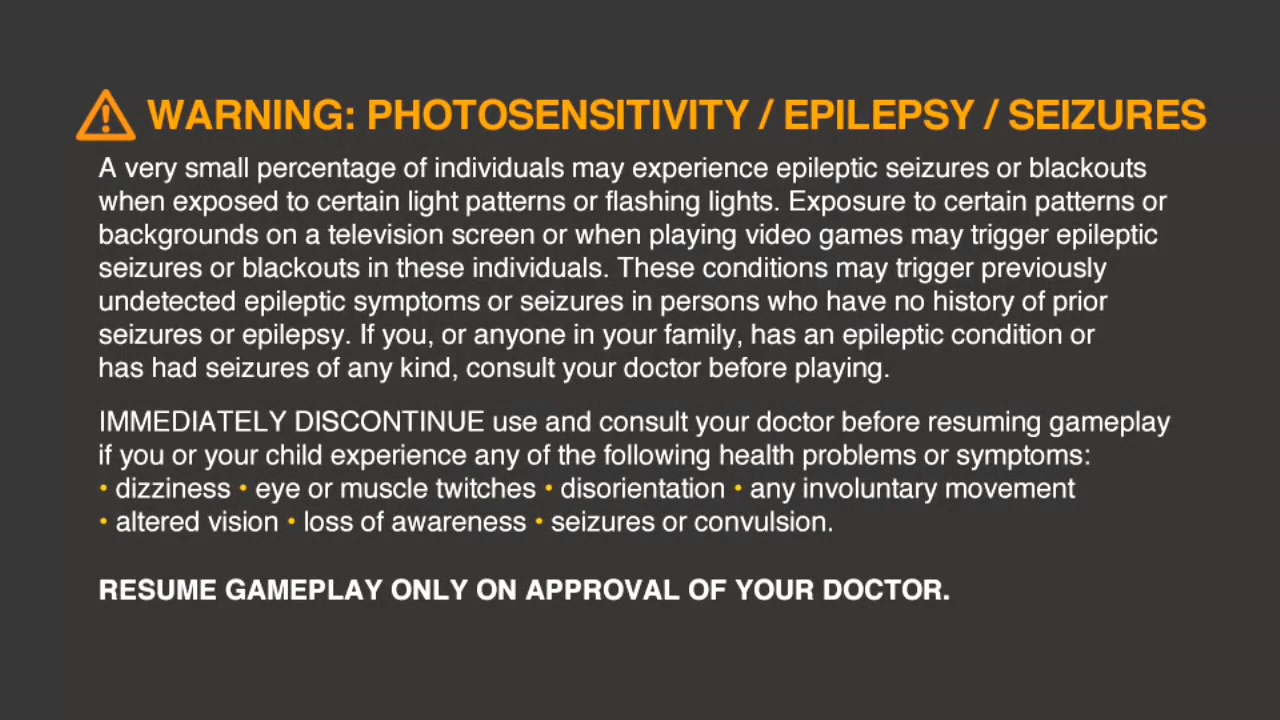 WARNING: PHOTOSENSITIVITY / EPILEPSY / SEIZURES
A very small percentage of individuals may experience epileptic seizures or blackouts
when exposed to certain light patterns or flashing lights. Exposure to certain patterns or
backgrounds on a television screen or when playing video games may trigger epileptic
seizures or blackouts in these individuals. These conditions may trigger previously
undetected epileptic symptoms or seizures in persons who have no history of prior
seizures or epilepsy. If you, or anyone in your family, has an epileptic condition or
has had seizures of any kind, consult your doctor before playing.
IMMEDIATELY DISCONTINUE use and consult your doctor before resuming gameplay
if you or your child experience any of the following health problems or symptoms:
• dizziness • eye or muscle twitches • disorientation • any involuntary movement
• altered vision • loss of awareness • seizures or convulsion.
RESUME GAMEPLAY ONLY ON APPROVAL OF YOUR DOCTOR.